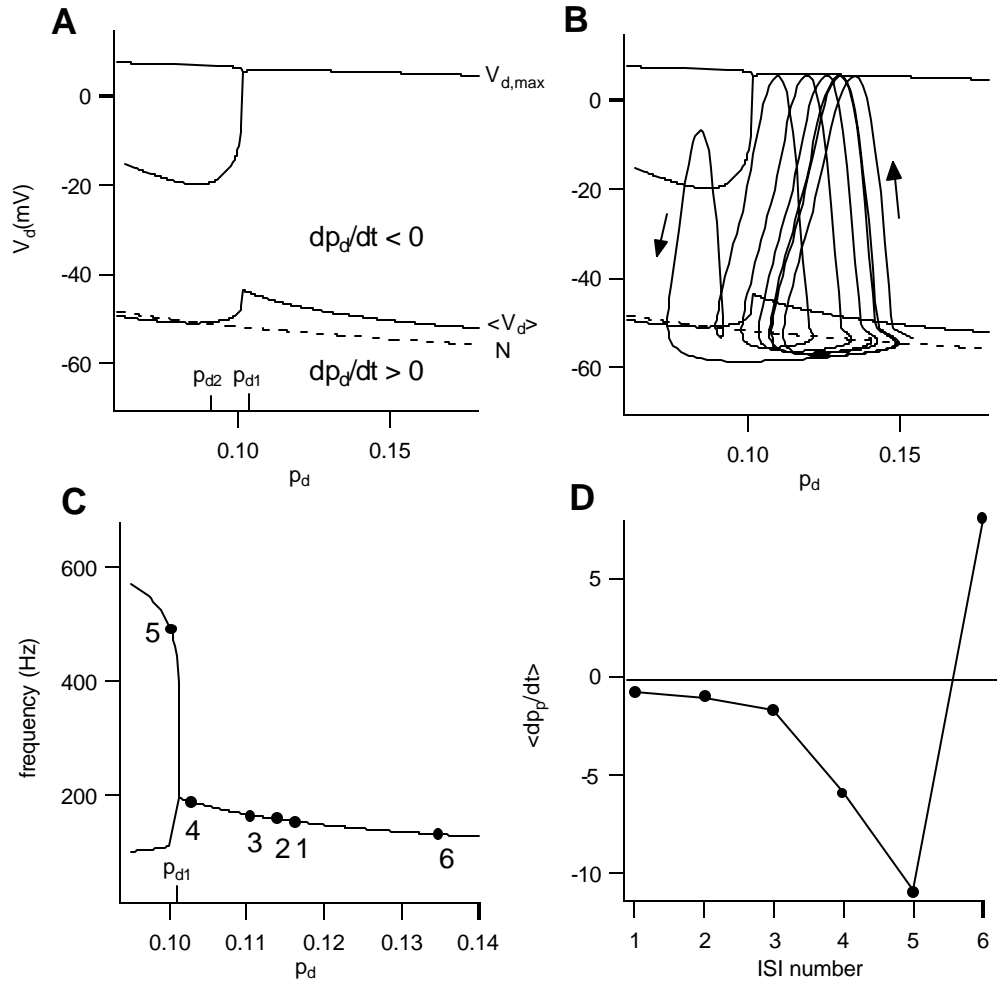 A
V_d(mV)
0
-20
-40
-60
V_d,max
dp_d/dt < 0
<V_d>
N
dp_d/dt > 0
p_d2 p_d1
0.10 0.15
p_d
B
0
-20
-40
-60
0.10 0.15
p_d
C
frequency (Hz)
600
400
200
5
4
3
2
1
6
p_d1
0.10 0.11 0.12 0.13 0.14
p_d
D
<dp_p/dt>
5
0
-5
-10
1 2 3 4 5 6
ISI number